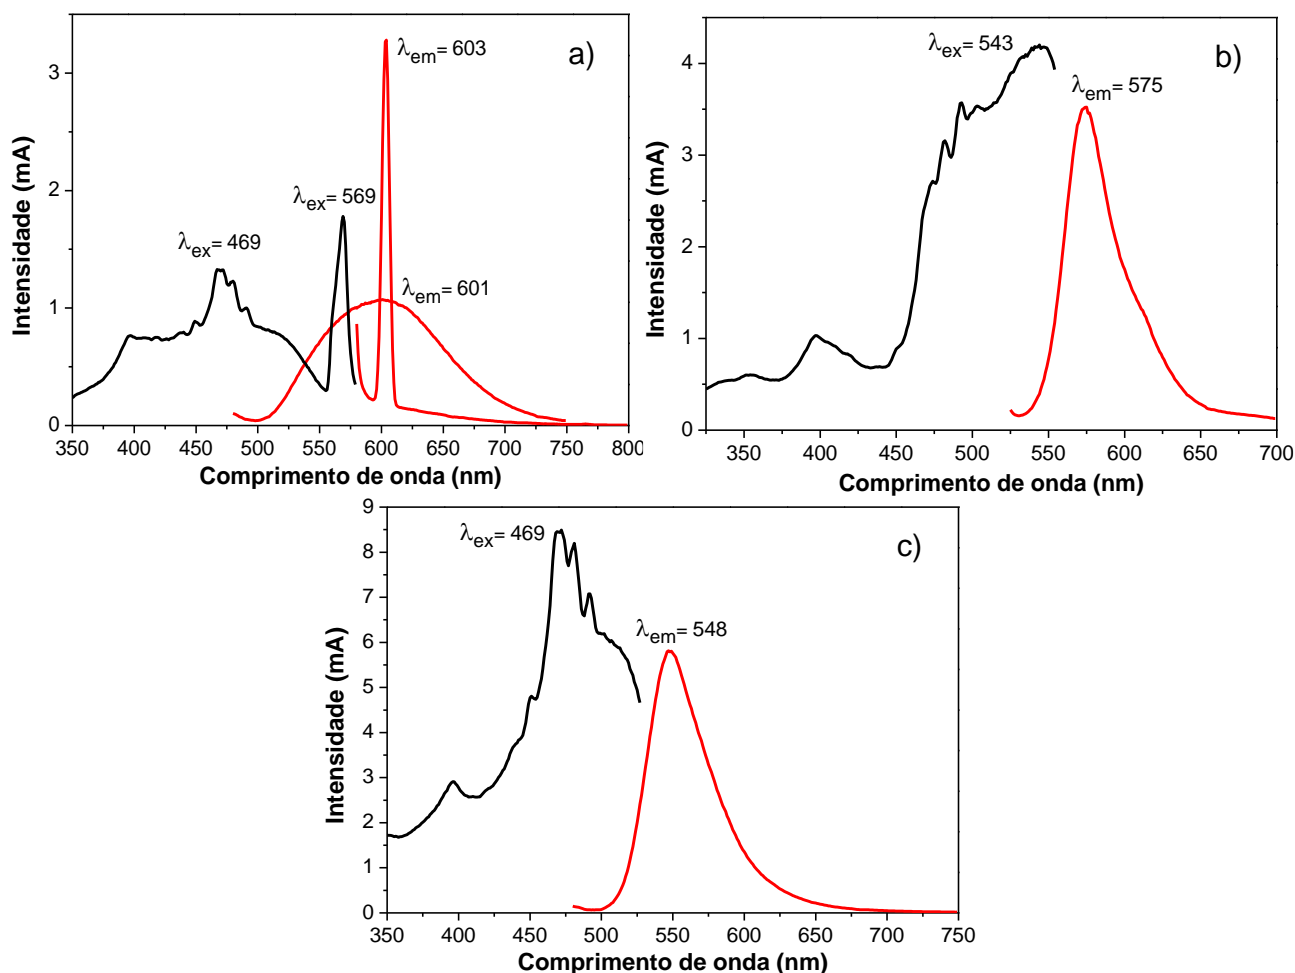 a)
λem= 603
λex= 569
λex= 469
λem= 601
Intensidade (mA)
0
1
2
3
350 400 450 500 550 600 650 700 750 800
Comprimento de onda (nm)
b)
λex= 543
λem= 575
Intensidade (mA)
0
1
2
3
4
350 400 450 500 550 600 650 700
Comprimento de onda (nm)
c)
λex= 469
λem= 548
Intensidade (mA)
0
1
2
3
4
5
6
7
8
9
350 400 450 500 550 600 650 700 750
Comprimento de onda (nm)